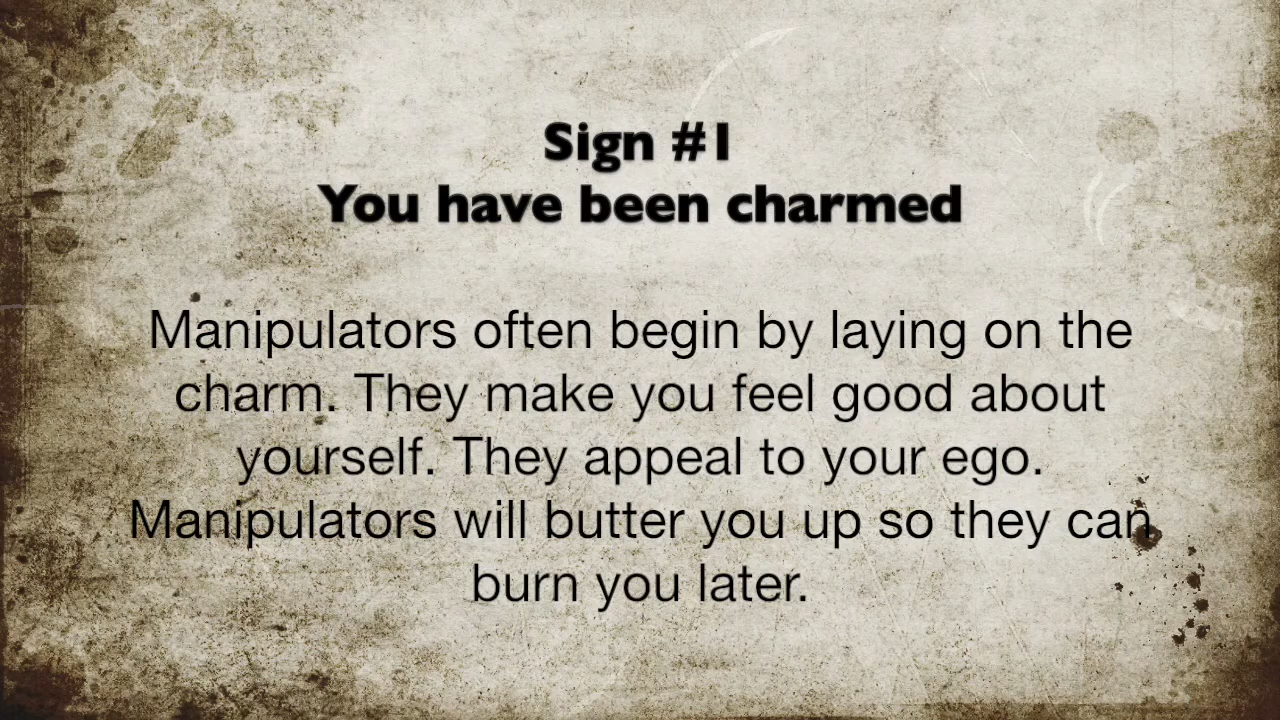 Sign #1
You have been charmed
Manipulators often begin by laying on the
charm. They make you feel good about
yourself. They appeal to your ego.
Manipulators will butter you up so they can
burn you later.